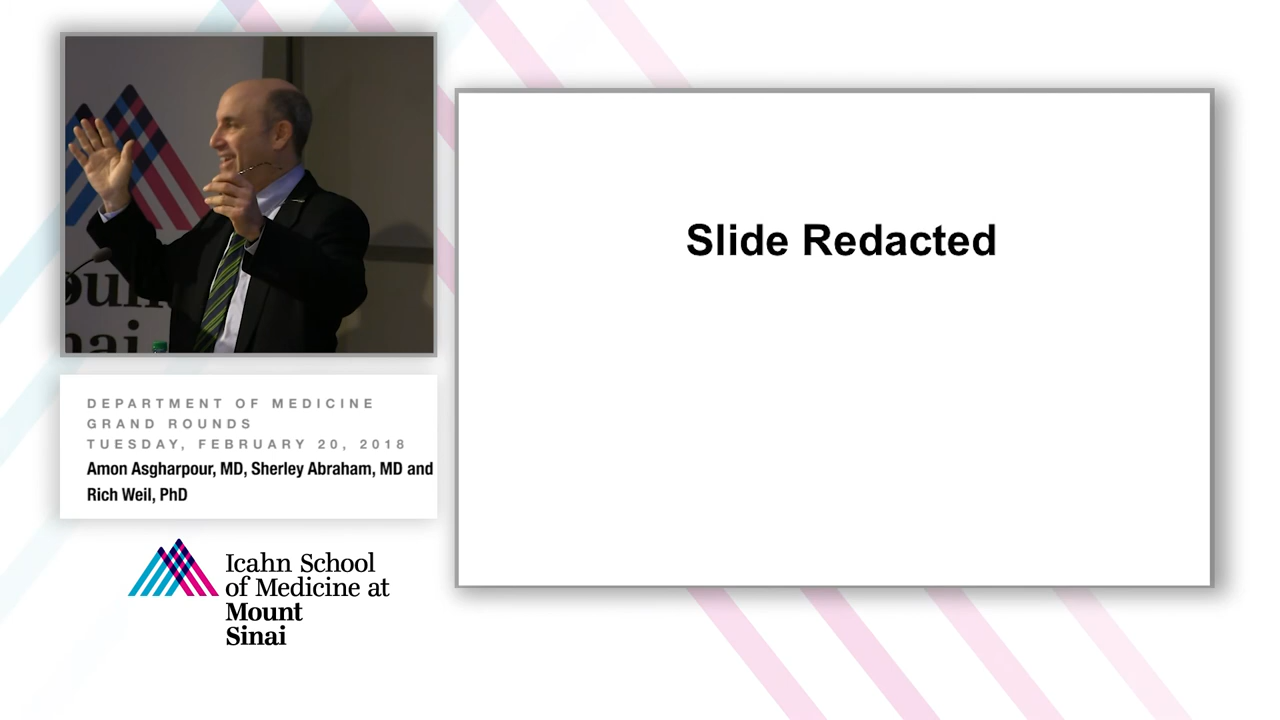 DEPARTMENT OF MEDICINE
GRAND ROUNDS
TUESDAY, FEBRUARY 20, 2018
Amon Asgharpour, MD, Sherley Abraham, MD and
Rich Weil, PhD
Icahn School
of Medicine at
Mount
Sinai
Slide Redacted